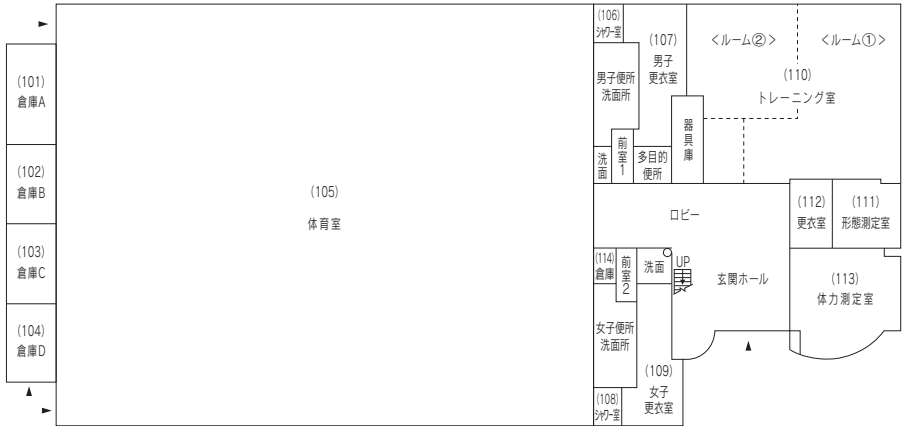 (101)
倉庫A
(102)
倉庫B
(103)
倉庫C
(104)
倉庫D
(105)
体育室
(106)
シャワー室
(107)
男子
更衣室
男子便所
洗面所
前室1
洗面
多目的
便所
器具庫
<ルーム②>
<ルーム①>
(110)
トレーニング室
ロビー
(112)
更衣室
(111)
形態測定室
(114)
倉庫
前室2
洗面
UP
玄関ホール
(113)
体力測定室
女子便所
洗面所
(109)
女子
更衣室
(108)
シャワー室